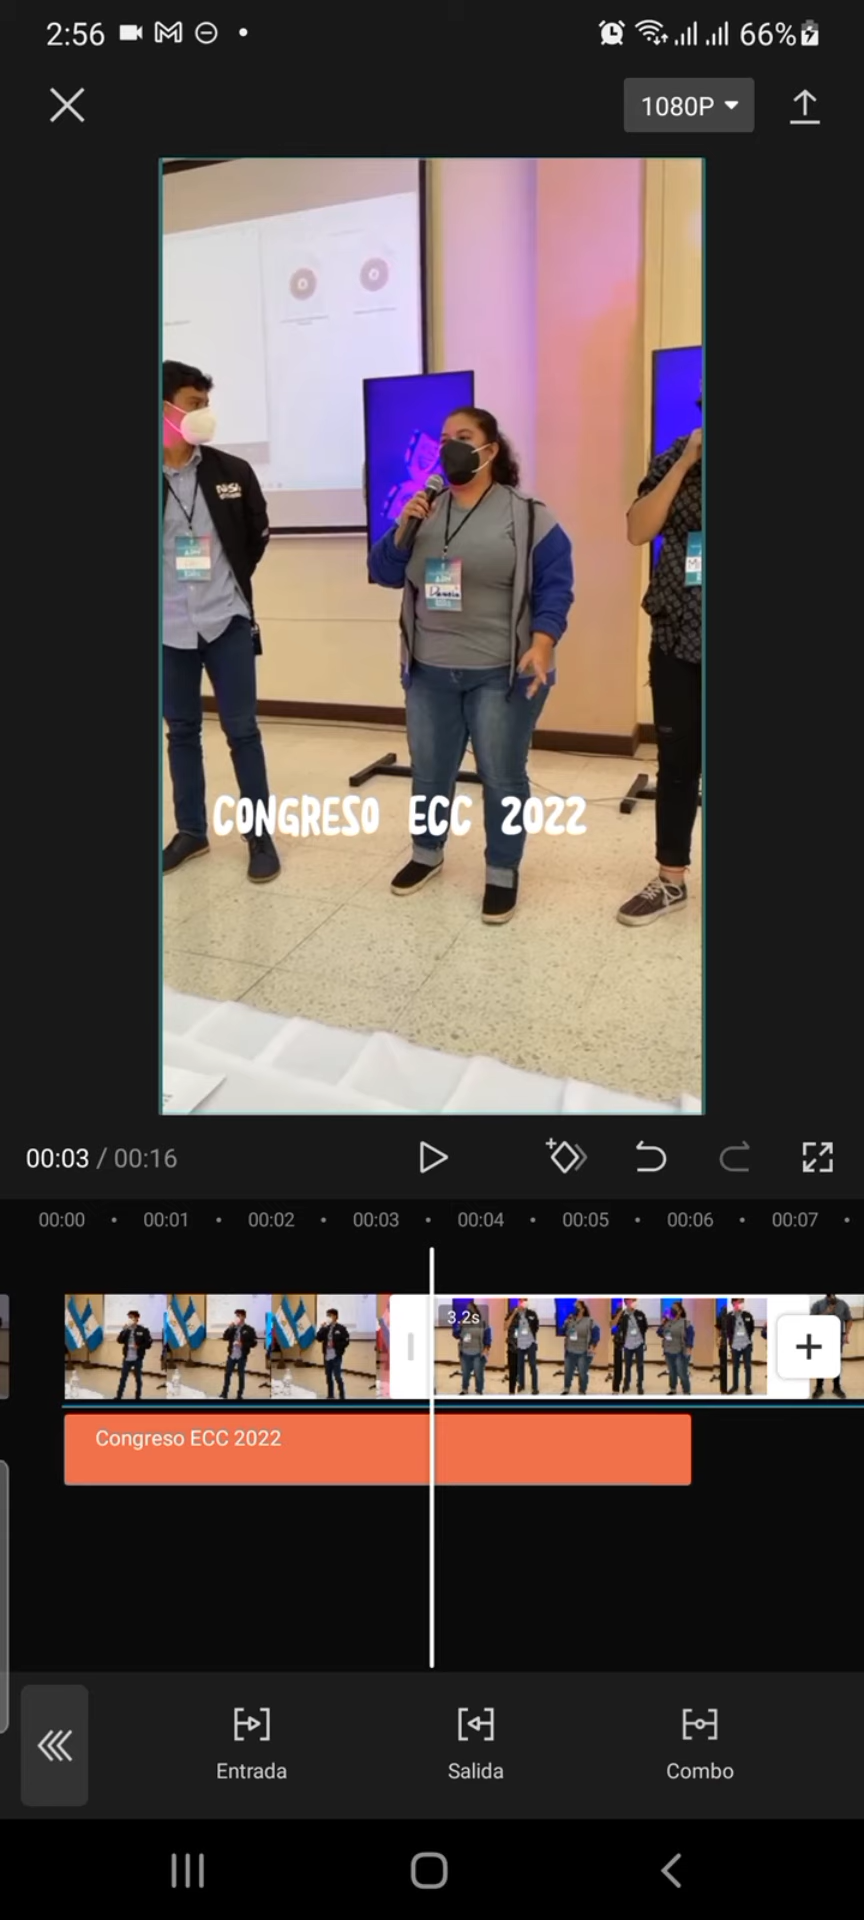 2:56
66%
1080P
CONGRESO ECC 2022
00:03 / 00:16
00:00 00:01 00:02 00:03 00:04 00:05 00:06 00:07
3.2s
Congreso ECC 2022
Entrada
Salida
Combo